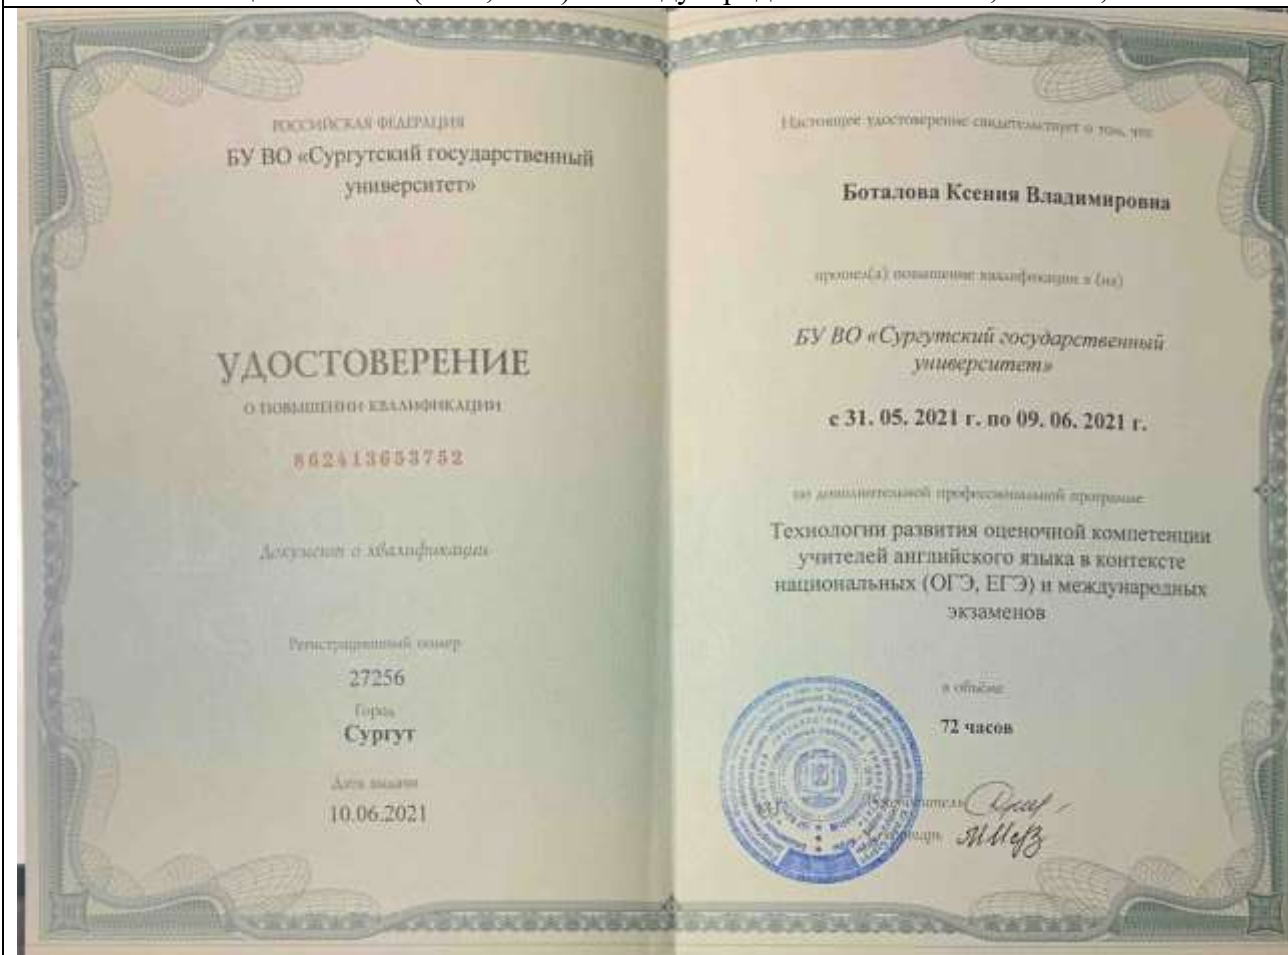 РОССИЙСКАЯ ФЕДЕРАЦИЯ
БУ ВО «Сургутский государственный
университет»
УДОСТОВЕРЕНИЕ
О ПОВЫШЕНИИ КВАЛИФИКАЦИИ
862413653752
Документ о квалификации
Регистрационный номер
27256
Город
Сургут
Дата выдачи
10.06.2021
Настоящее удостоверение свидетельствует о том, что
Боталова Ксения Владимировна
прошел(а) повышение квалификации в (на)
БУ ВО «Сургутский государственный
университет»
с 31. 05. 2021 г. по 09. 06. 2021 г.
по дополнительной профессиональной программе
Технологии развития оценочной компетенции
учителей английского языка в контексте
национальных (ОГЭ, ЕГЭ) и международных
экзаменов
в объёме
72 часов